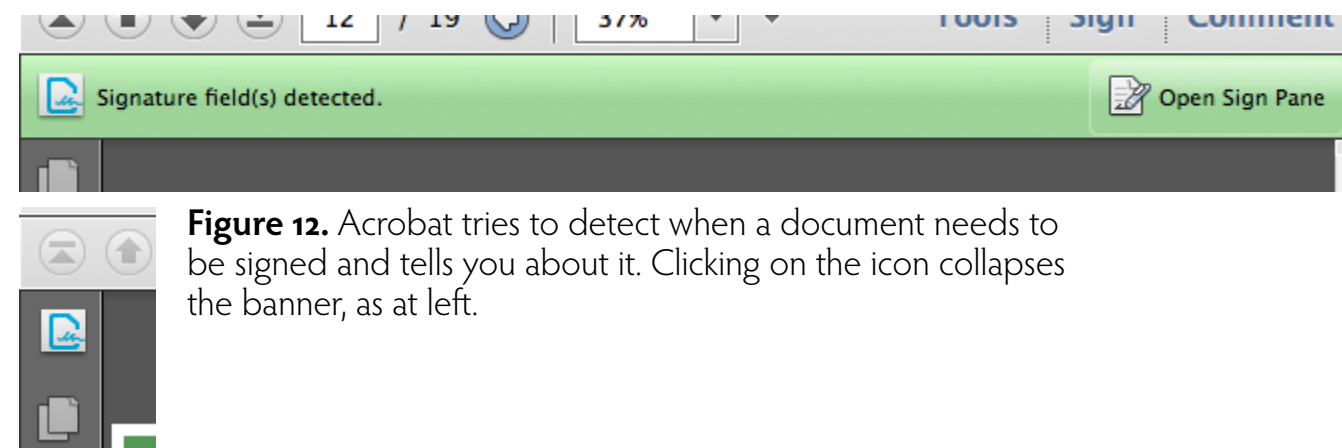 12 / 19 37% Tools Sign Comment
Signature field(s) detected. Open Sign Pane
Figure 12. Acrobat tries to detect when a document needs to
be signed and tells you about it. Clicking on the icon collapses
the banner, as at left.